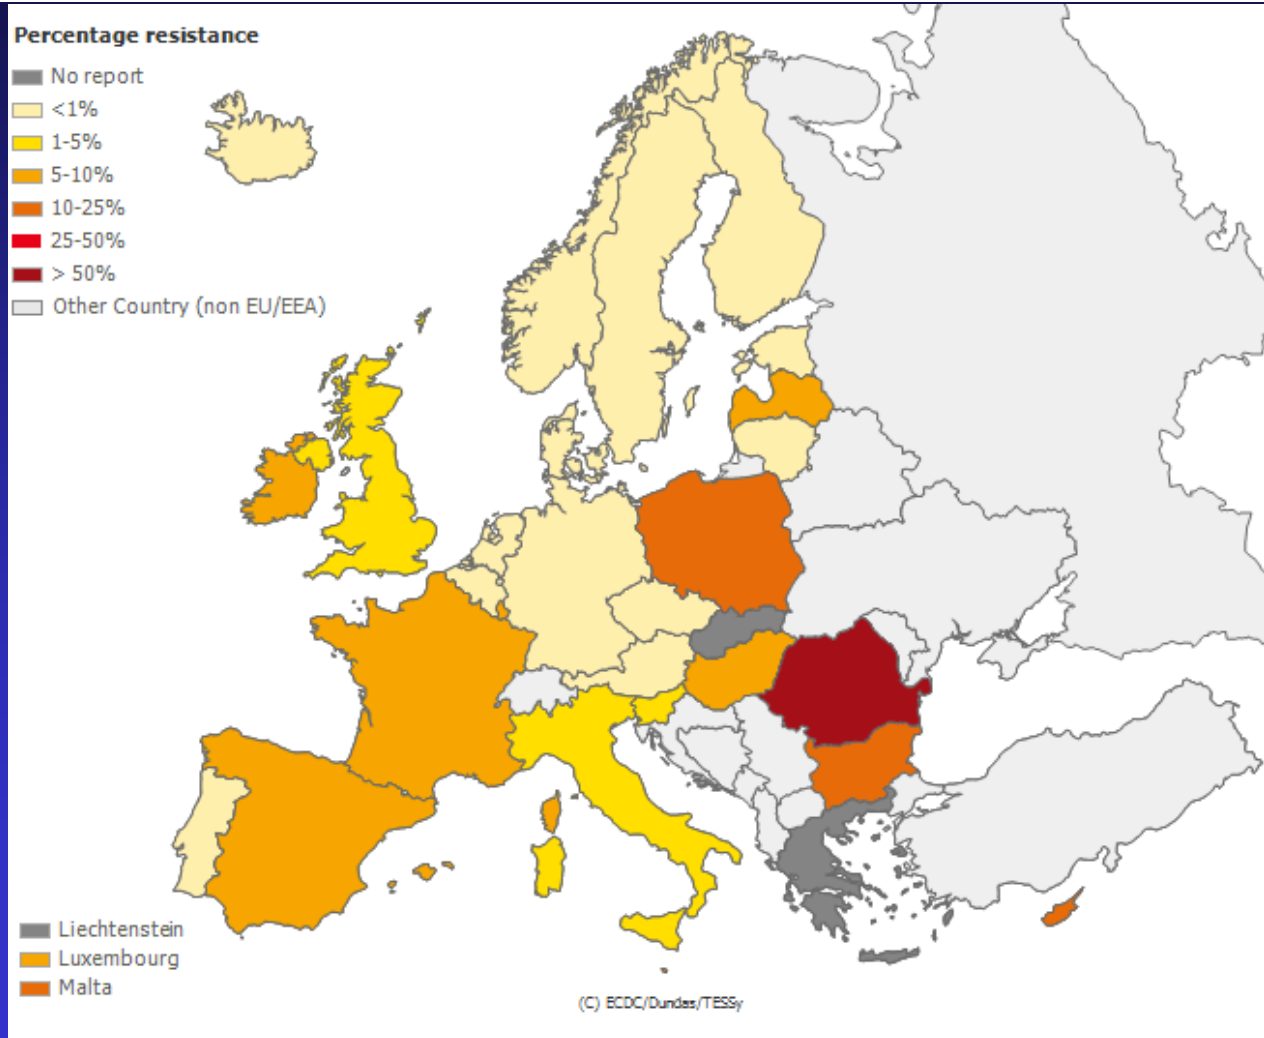 Percentage resistance
No report
<1%
1-5%
5-10%
10-25%
25-50%
> 50%
Other Country (non EU/EEA)
Liechtenstein
Luxembourg
Malta
(C) ECDC/Dundas/TESSy